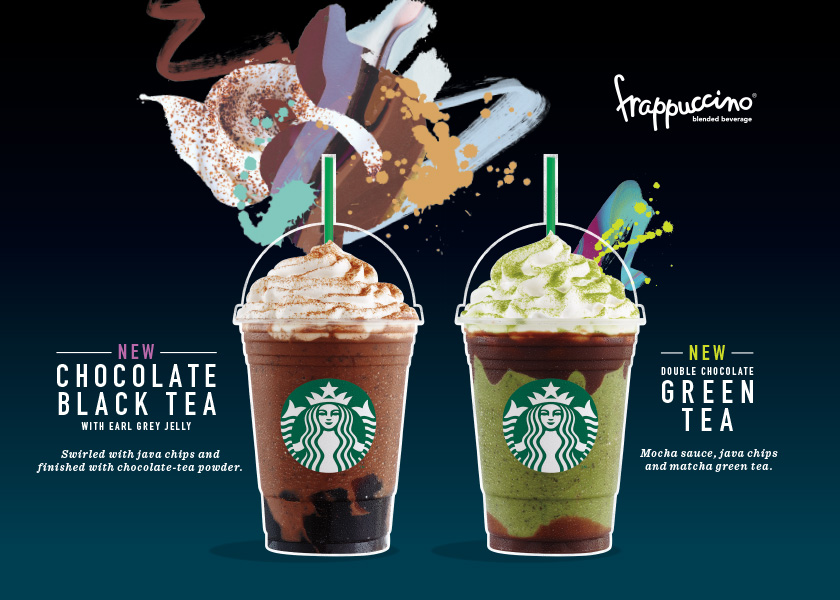 frappuccino®
blended beverage
NEW
CHOCOLATE
BLACK TEA
WITH EARL GREY JELLY
Swirled with java chips and
finished with chocolate-tea powder.
NEW
DOUBLE CHOCOLATE
GREEN
TEA
Mocha sauce, java chips
and matcha green tea.